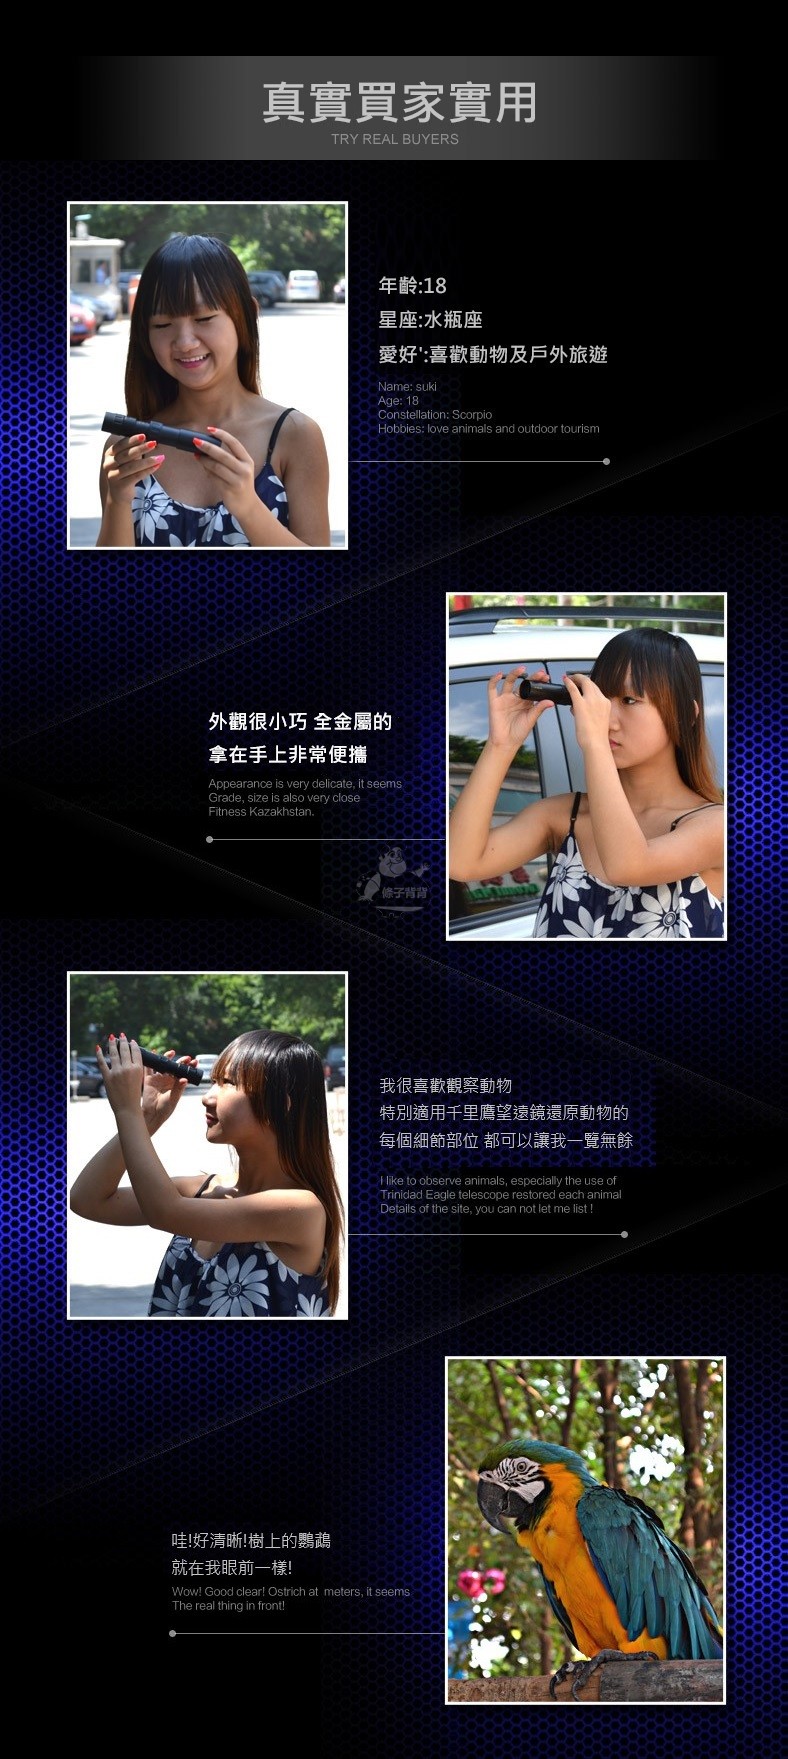 真實買家實用
TRY REAL BUYERS
年齡:18
星座:水瓶座
愛好':喜歡動物及戶外旅遊
Name: suki
Age: 18
Constellation: Scorpio
Hobbies: love animals and outdoor tourism
外觀很小巧 全金屬的
拿在手上非常便攜
Appearance is very delicate, it seems
Grade, size is also very close
Fitness Kazakhstan.
條子背背
我很喜歡觀察動物
特別適用千里鷹望遠鏡還原動物的
每個細節部位 都可以讓我一覽無餘
I like to observe animals, especially the use of
Trinidad Eagle telescope restored each animal
Details of the site, you can not let me list !
哇!好清晰!樹上的鸚鵡
就在我眼前一樣!
Wow! Good clear! Ostrich at meters, it seems
The real thing in front!